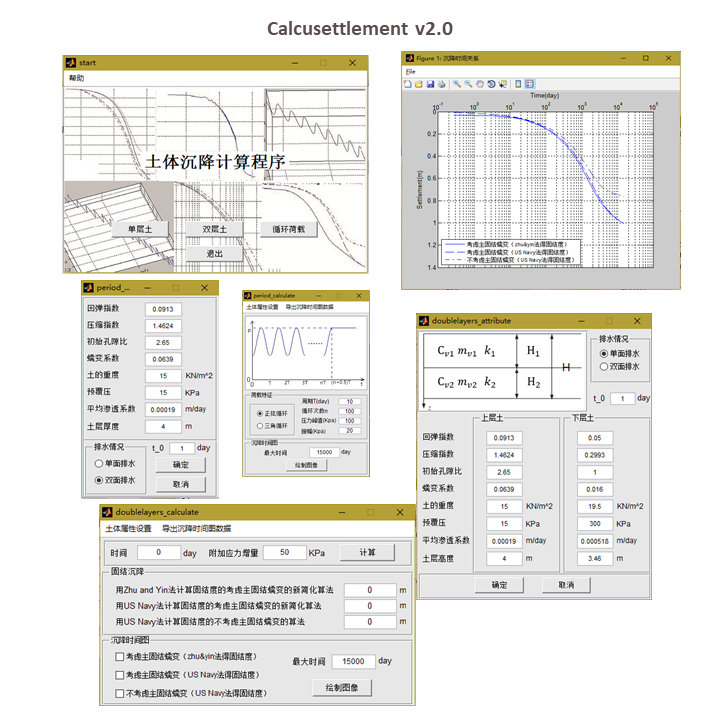 Calcusettlement v2.0
start
帮助
土体沉降计算程序
单层土
双层土
循环荷载
退出
Figure 1: 沉降时间关系
File
Time(day)
10^-1 10^0 10^1 10^2 10^3 10^4 10^5
0
0.2
0.4
0.6
0.8
1
1.2
1.4
Settlement(m)
考虑主固结蠕变（zhu&yin法得固结度）
考虑主固结蠕变（US Navy法得固结度）
不考虑主固结蠕变（US Navy法得固结度）
period_...
回弹指数 0.0913
压缩指数 1.4624
初始孔隙比 2.65
蠕变系数 0.0639
土的重度 15 KN/m^2
预覆压 15 KPa
平均渗透系数 0.00019 m/day
土层厚度 4 m
排水情况
单面排水
双面排水
t_0 1 day
确定
取消
period_calculate
土体属性设置 导出沉降时间图数据
P
0 T 2T 3T nT (n+0.5)T t
荷载特征
正弦循环
三角循环
周期T(day) 10
循环次数n 100
压力峰值(Kpa) 100
振幅(Kpa) 20
沉降时间图
最大时间 15000 day
绘制图像
doublelayers_attribute
C_v1 m_v1 k_1 H_1
H
C_v2 m_v2 k_2 H_2
z
排水情况
单面排水
双面排水
t_0 1 day
上层土 下层土
回弹指数 0.0913 0.05
压缩指数 1.4624 0.2993
初始孔隙比 2.65 1
蠕变系数 0.0639 0.016
土的重度 15 KN/m^2 19.5 KN/m^2
预覆压 15 KPa 300 KPa
平均渗透系数 0.00019 m/day 0.000518 m/day
土层高度 4 m 3.46 m
确定 取消
doublelayers_calculate
土体属性设置 导出沉降时间图数据
时间 0 day 附加应力增量 50 KPa 计算
固结沉降
用Zhu and Yin法计算固结度的考虑主固结蠕变的新简化算法 0 m
用US Navy法计算固结度的考虑主固结蠕变的新简化算法 0 m
用US Navy法计算固结度的不考虑主固结蠕变的算法 0 m
沉降时间图
考虑主固结蠕变（zhu&yin法得固结度）
考虑主固结蠕变（US Navy法得固结度）
不考虑主固结蠕变（US Navy法得固结度）
最大时间 15000 day
绘制图像